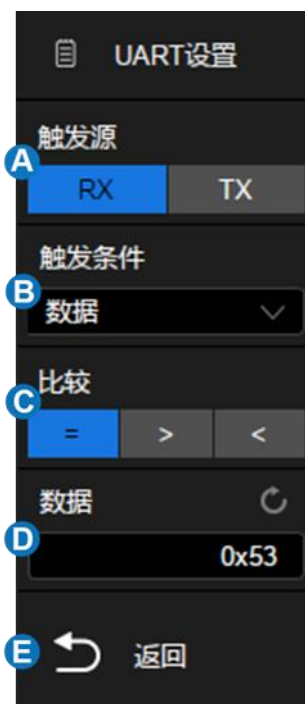 UART设置
触发源
A
RX TX
触发条件
B
数据
比较
C
= > <
数据
D
0x53
E 返回